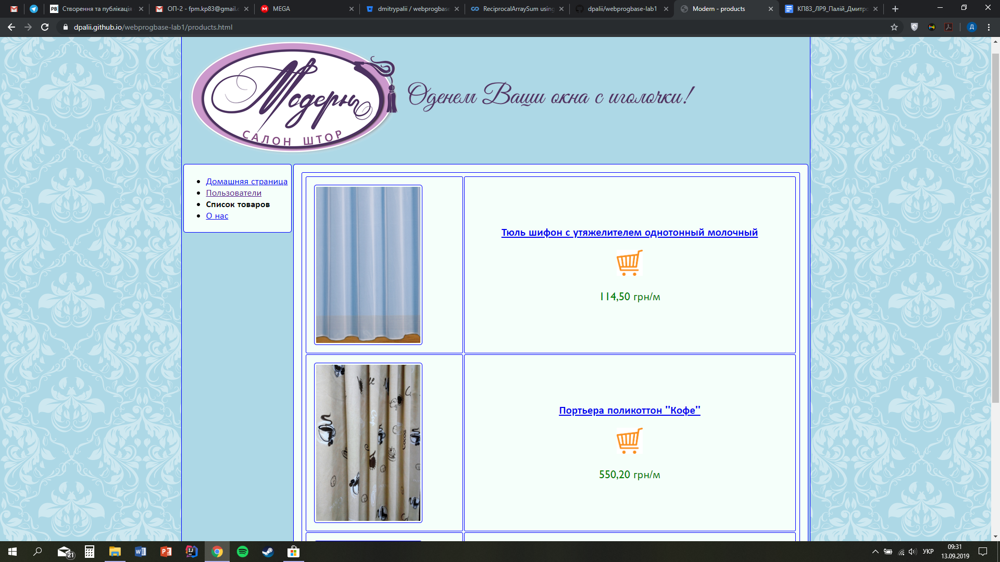 Створення та публікація
ОП-2 - fpm.kp83@gmail.c
MEGA
dmitrypalii / webprogbase
ReciprocalArraySum using
dpalii/webprogbase-lab1
Modern - products
КП83_ЛР9_Палій_Дмитро
dpalii.github.io/webprogbase-lab1/products.html
Д
Модерн
САЛОН ШТОР
Оденем Ваши окна с иголочки!
Домашняя страница
Пользователи
Список товаров
О нас
Тюль шифон с утяжелителем однотонный молочный
114,50 грн/м
Портьера поликоттон "Кофе"
550,20 грн/м
21
УКР
09:31
13.09.2019